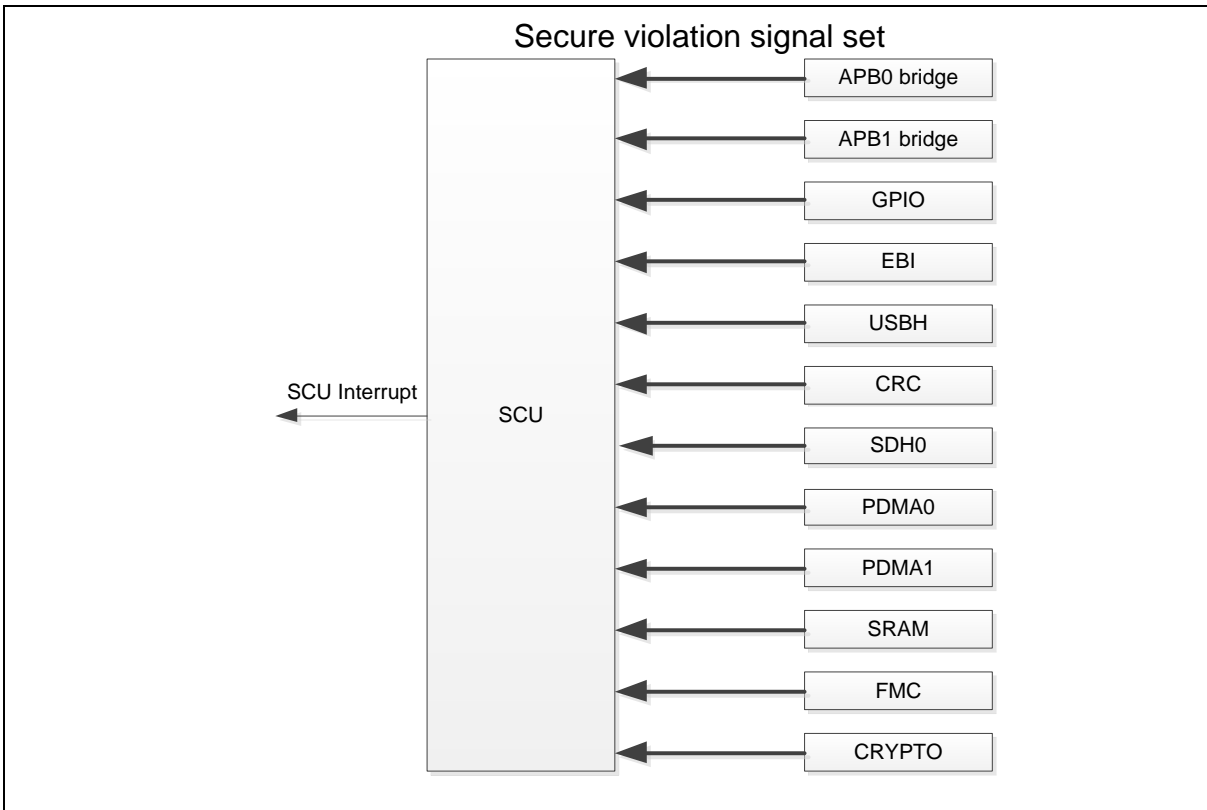 Secure violation signal set
APB0 bridge
APB1 bridge
GPIO
EBI
USBH
CRC
SCU Interrupt
SCU
SDH0
PDMA0
PDMA1
SRAM
FMC
CRYPTO